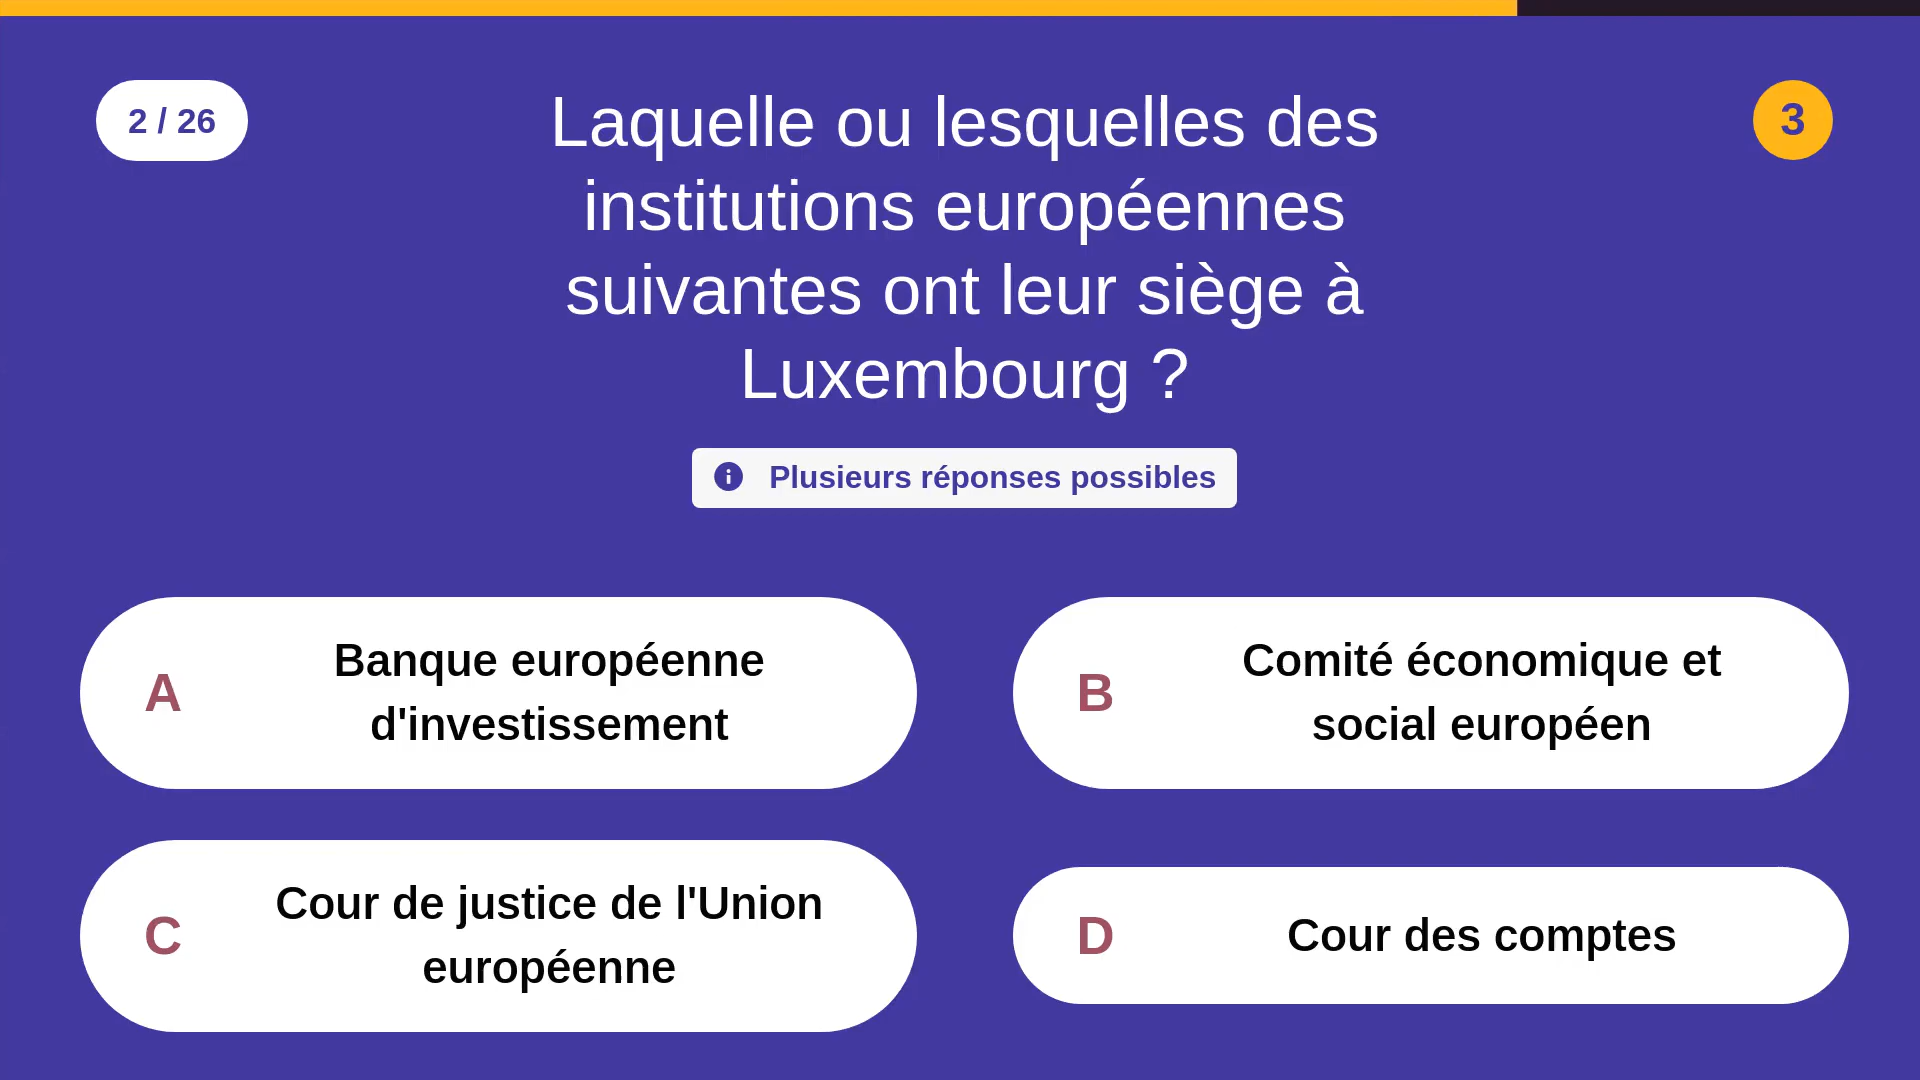 2 / 26
Laquelle ou lesquelles des
institutions européennes
suivantes ont leur siège à
Luxembourg ?
3
Plusieurs réponses possibles
A
Banque européenne
d'investissement
B
Comité économique et
social européen
C
Cour de justice de l'Union
européenne
D
Cour des comptes